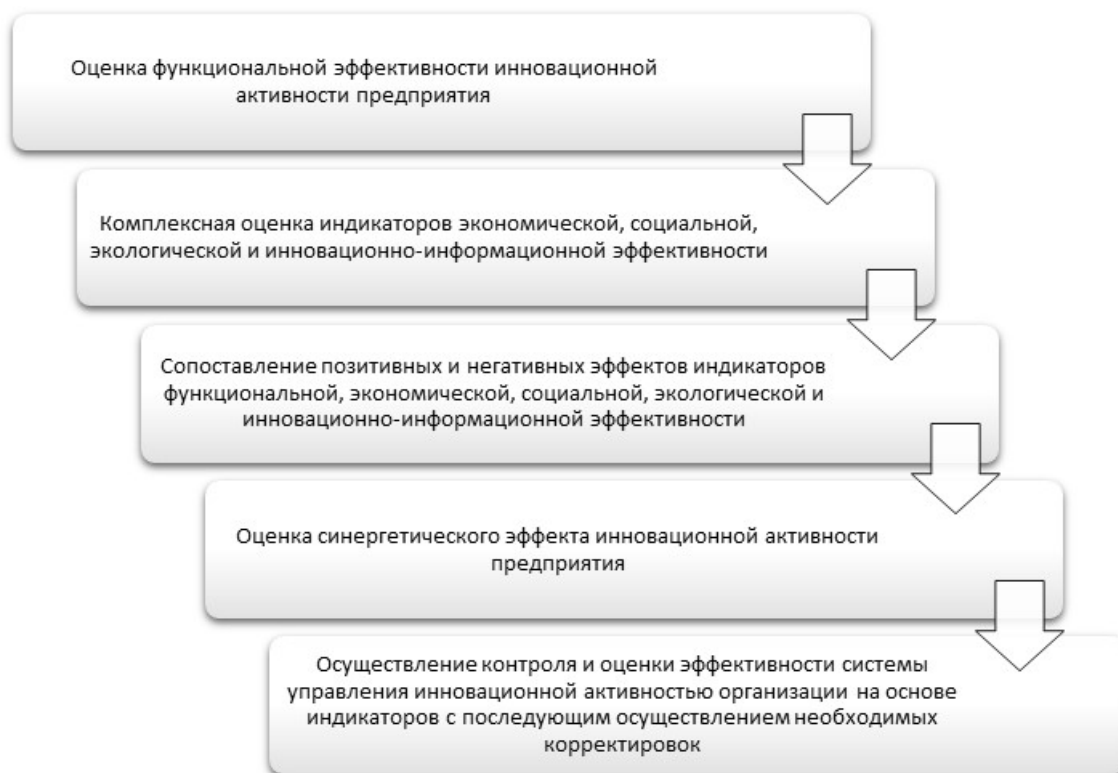 Оценка функциональной эффективности инновационной
активности предприятия
Комплексная оценка индикаторов экономической, социальной,
экологической и инновационно-информационной эффективности
Сопоставление позитивных и негативных эффектов индикаторов
функциональной, экономической, социальной, экологической и
инновационно-информационной эффективности
Оценка синергетического эффекта инновационной активности
предприятия
Осуществление контроля и оценки эффективности системы
управления инновационной активностью организации на основе
индикаторов с последующим осуществлением необходимых
корректировок